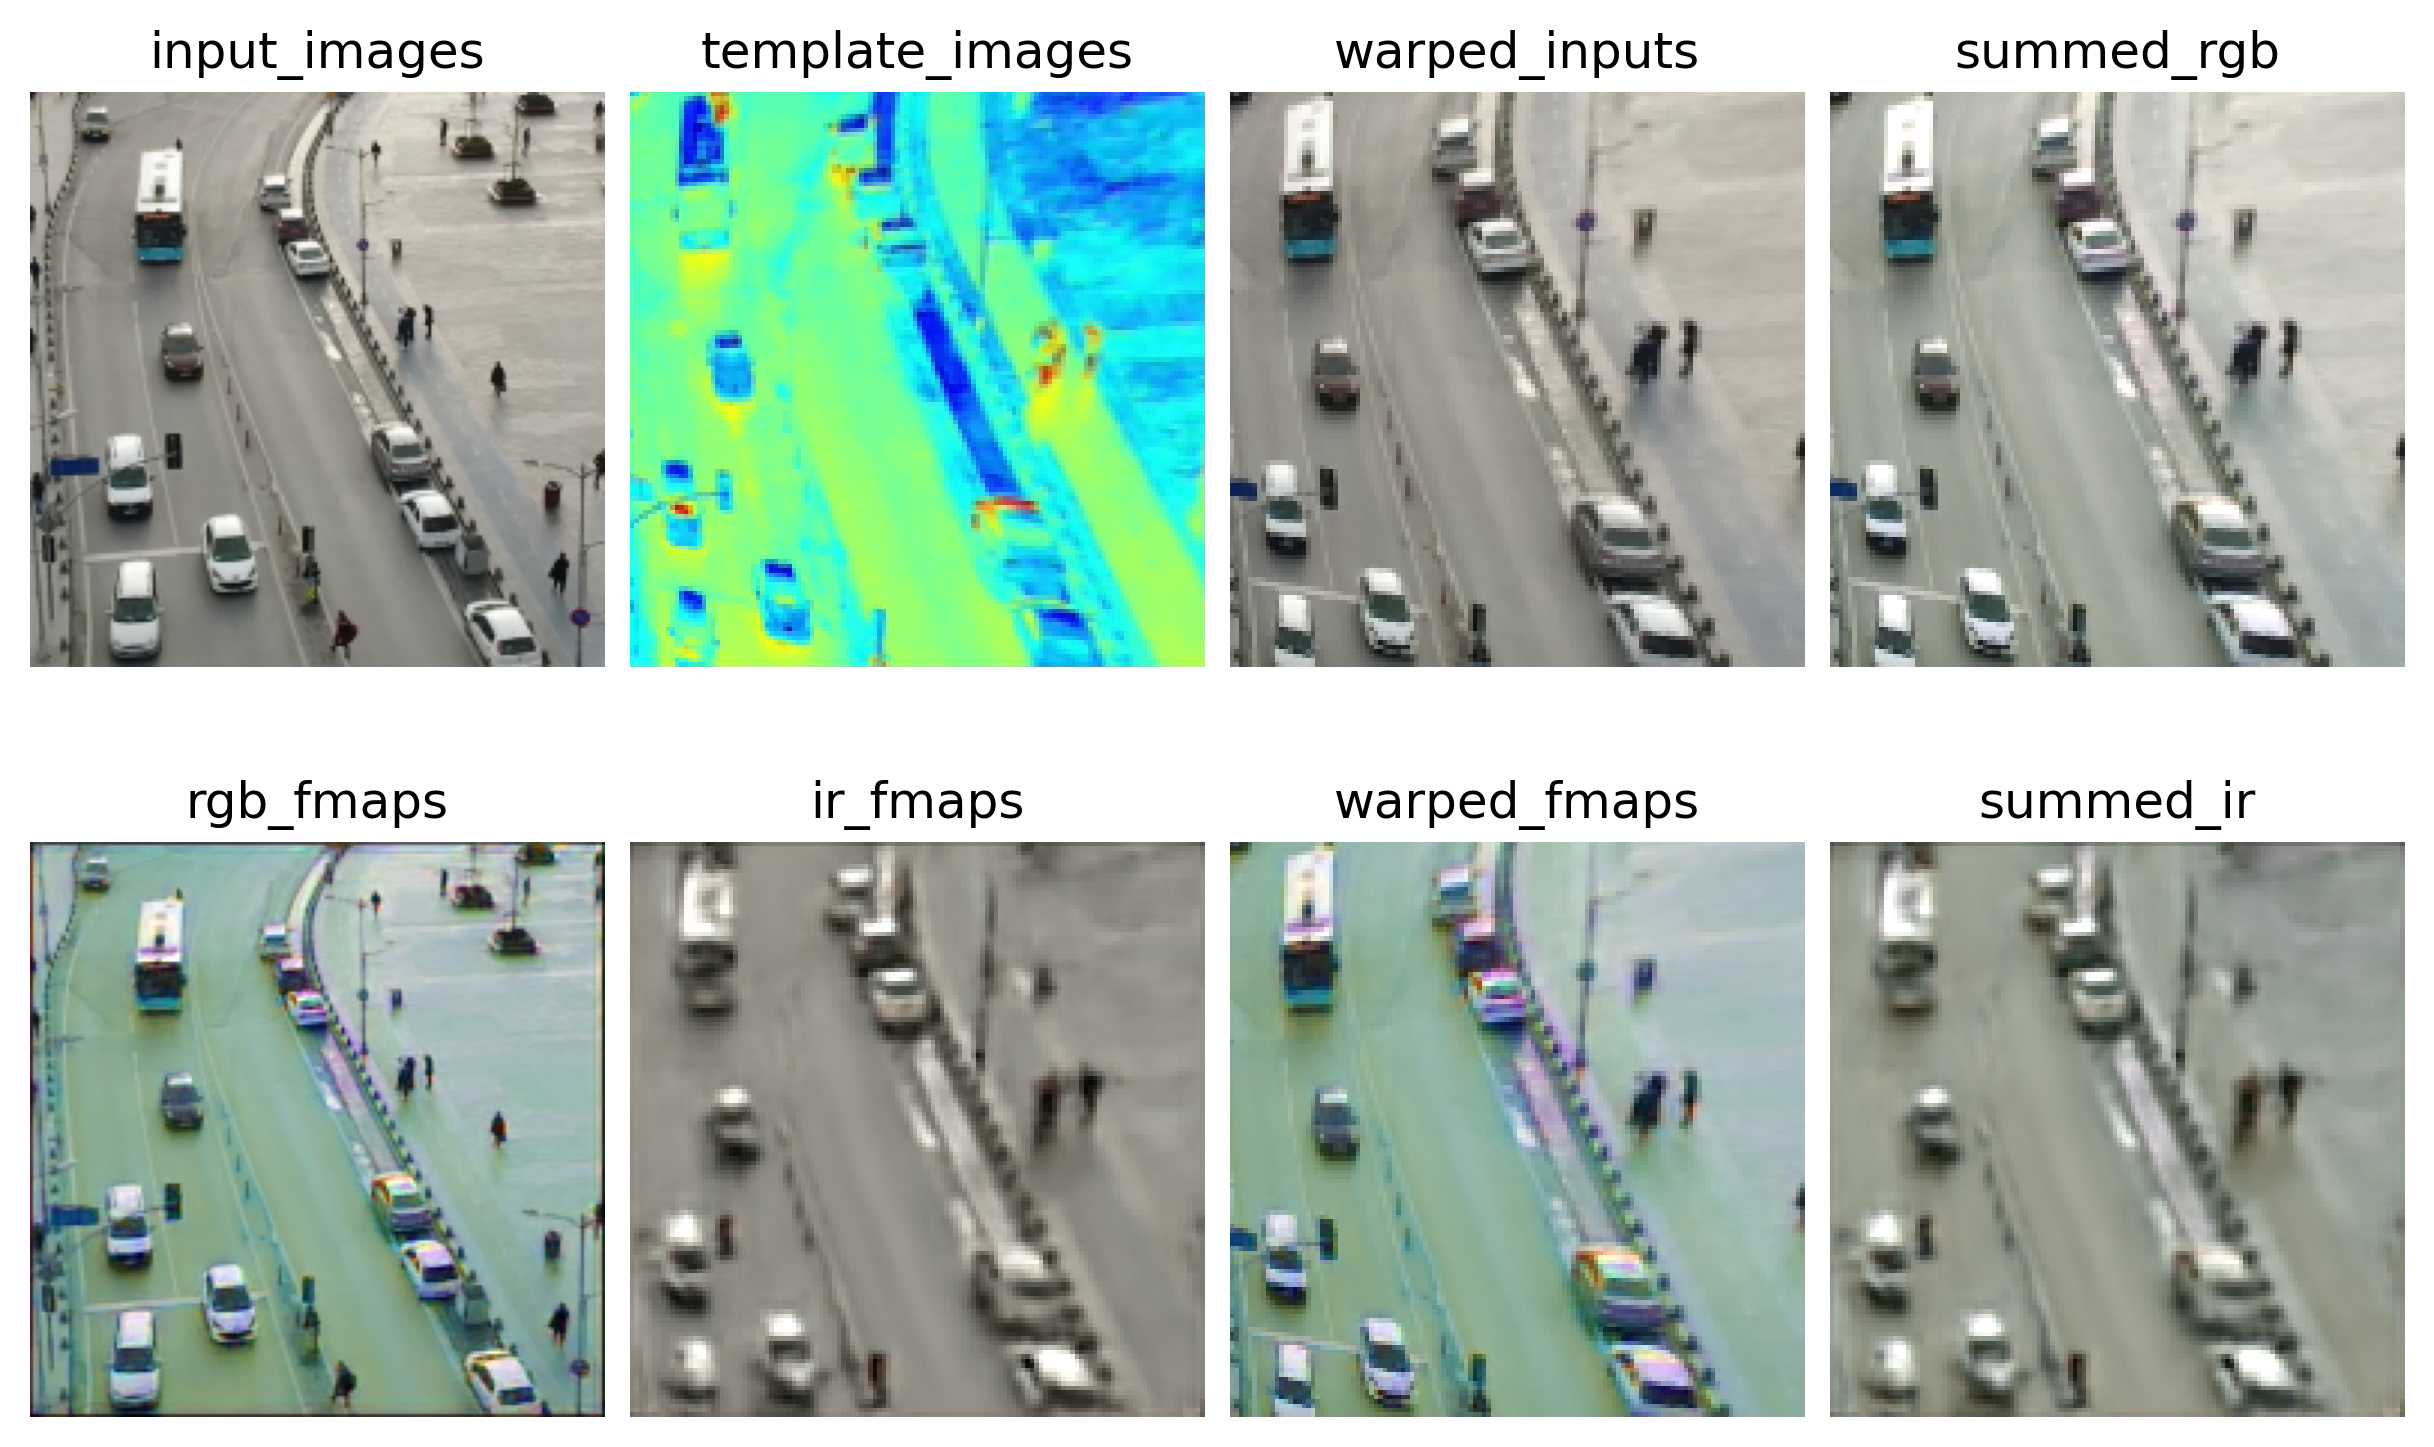 input_images
template_images
warped_inputs
summed_rgb
rgb_fmaps
ir_fmaps
warped_fmaps
summed_ir